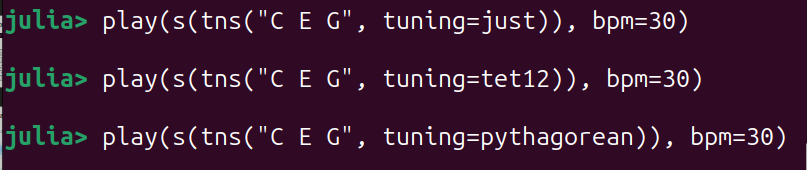 julia> play(s(tns("C E G", tuning=just)), bpm=30)
julia> play(s(tns("C E G", tuning=tet12)), bpm=30)
julia> play(s(tns("C E G", tuning=pythagorean)), bpm=30)